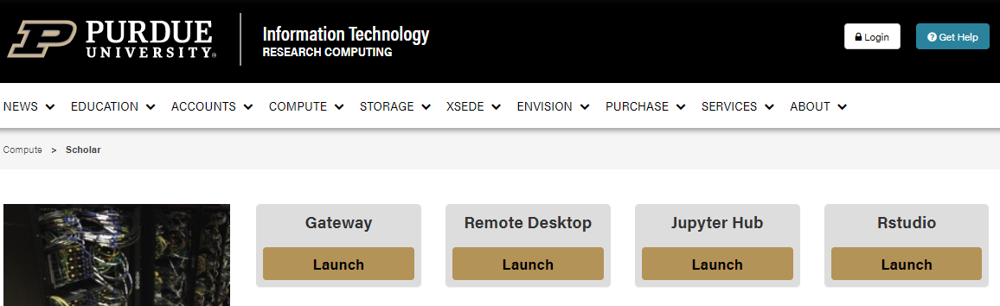 PURDUE
UNIVERSITY®
Information Technology
RESEARCH COMPUTING
Login
Get Help
NEWS EDUCATION ACCOUNTS COMPUTE STORAGE XSEDE ENVISION PURCHASE SERVICES ABOUT
Compute > Scholar
Gateway Remote Desktop Jupyter Hub Rstudio
Launch Launch Launch Launch